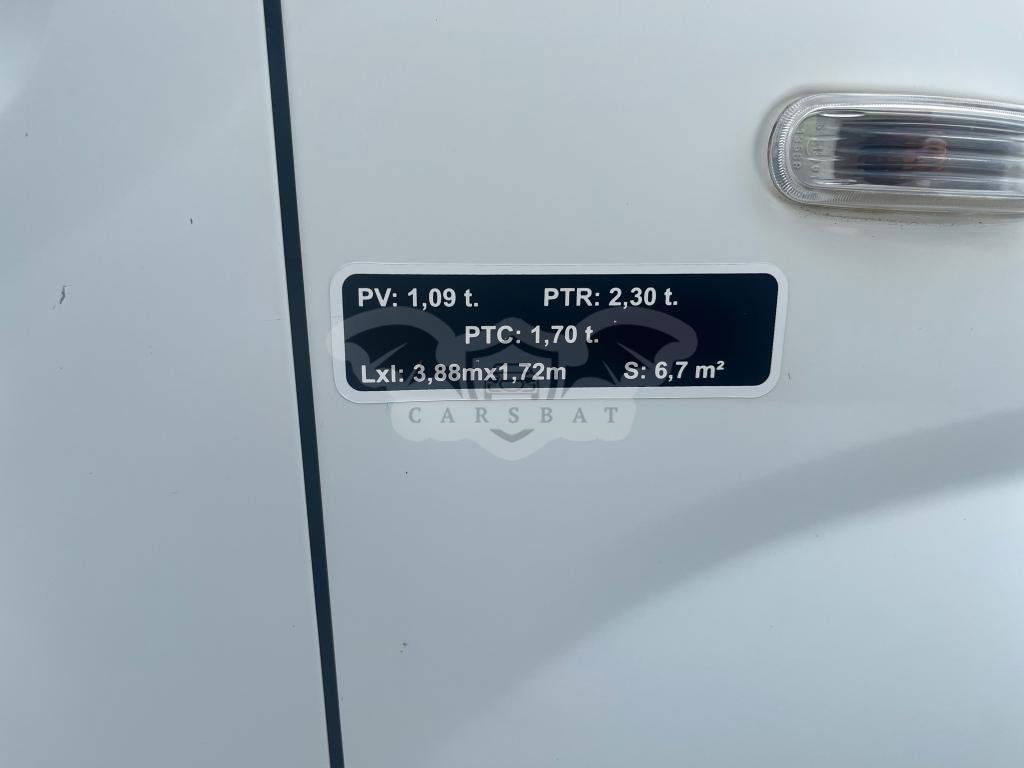 PV: 1,09 t. PTR: 2,30 t.
PTC: 1,70 t.
Lxl: 3,88mx1,72m S: 6,7 m²
CARSBAT